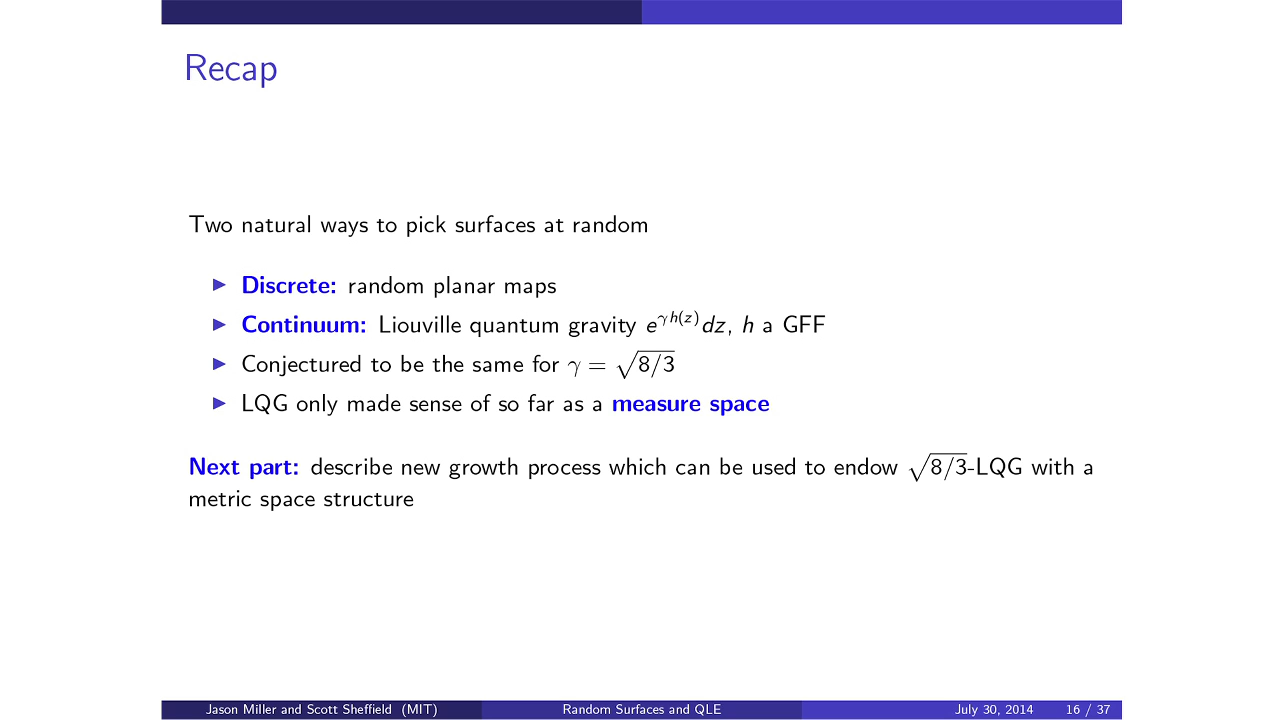 Recap
Two natural ways to pick surfaces at random
▶ Discrete: random planar maps
▶ Continuum: Liouville quantum gravity e^{γh(z)}dz, h a GFF
▶ Conjectured to be the same for γ = √8/3
▶ LQG only made sense of so far as a measure space
Next part: describe new growth process which can be used to endow √8/3-LQG with a
metric space structure
Jason Miller and Scott Sheffield (MIT) Random Surfaces and QLE July 30, 2014 16 / 37